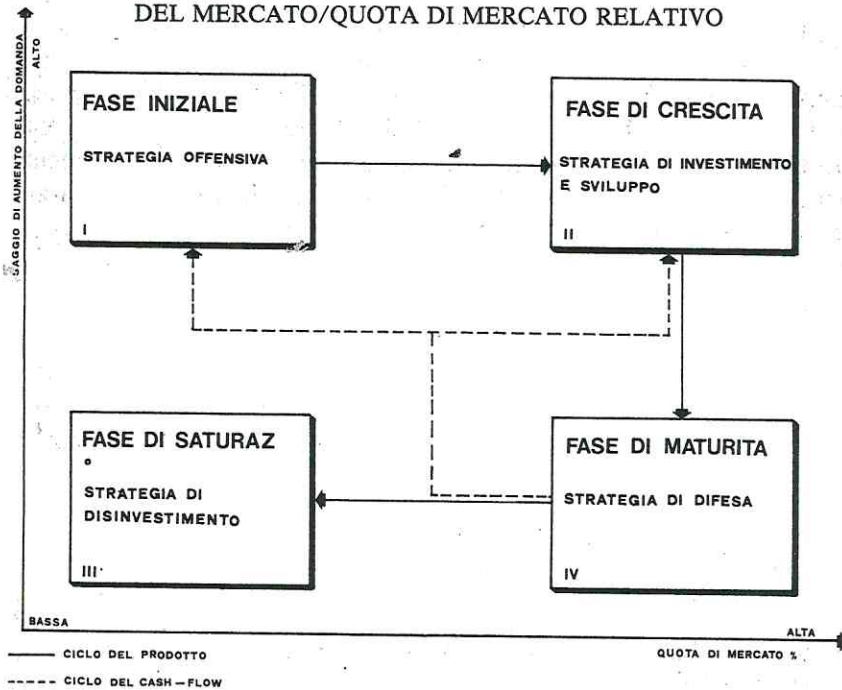 DEL MERCATO/QUOTA DI MERCATO RELATIVO
SAGGIO DI AUMENTO DELLA DOMANDA
ALTO
FASE INIZIALE
STRATEGIA OFFENSIVA
I
FASE DI CRESCITA
STRATEGIA DI INVESTIMENTO
E SVILUPPO
II
FASE DI SATURAZ
STRATEGIA DI
DISINVESTIMENTO
III
FASE DI MATURITA
STRATEGIA DI DIFESA
IV
BASSA
ALTA
QUOTA DI MERCATO %
CICLO DEL PRODOTTO
CICLO DEL CASH-FLOW